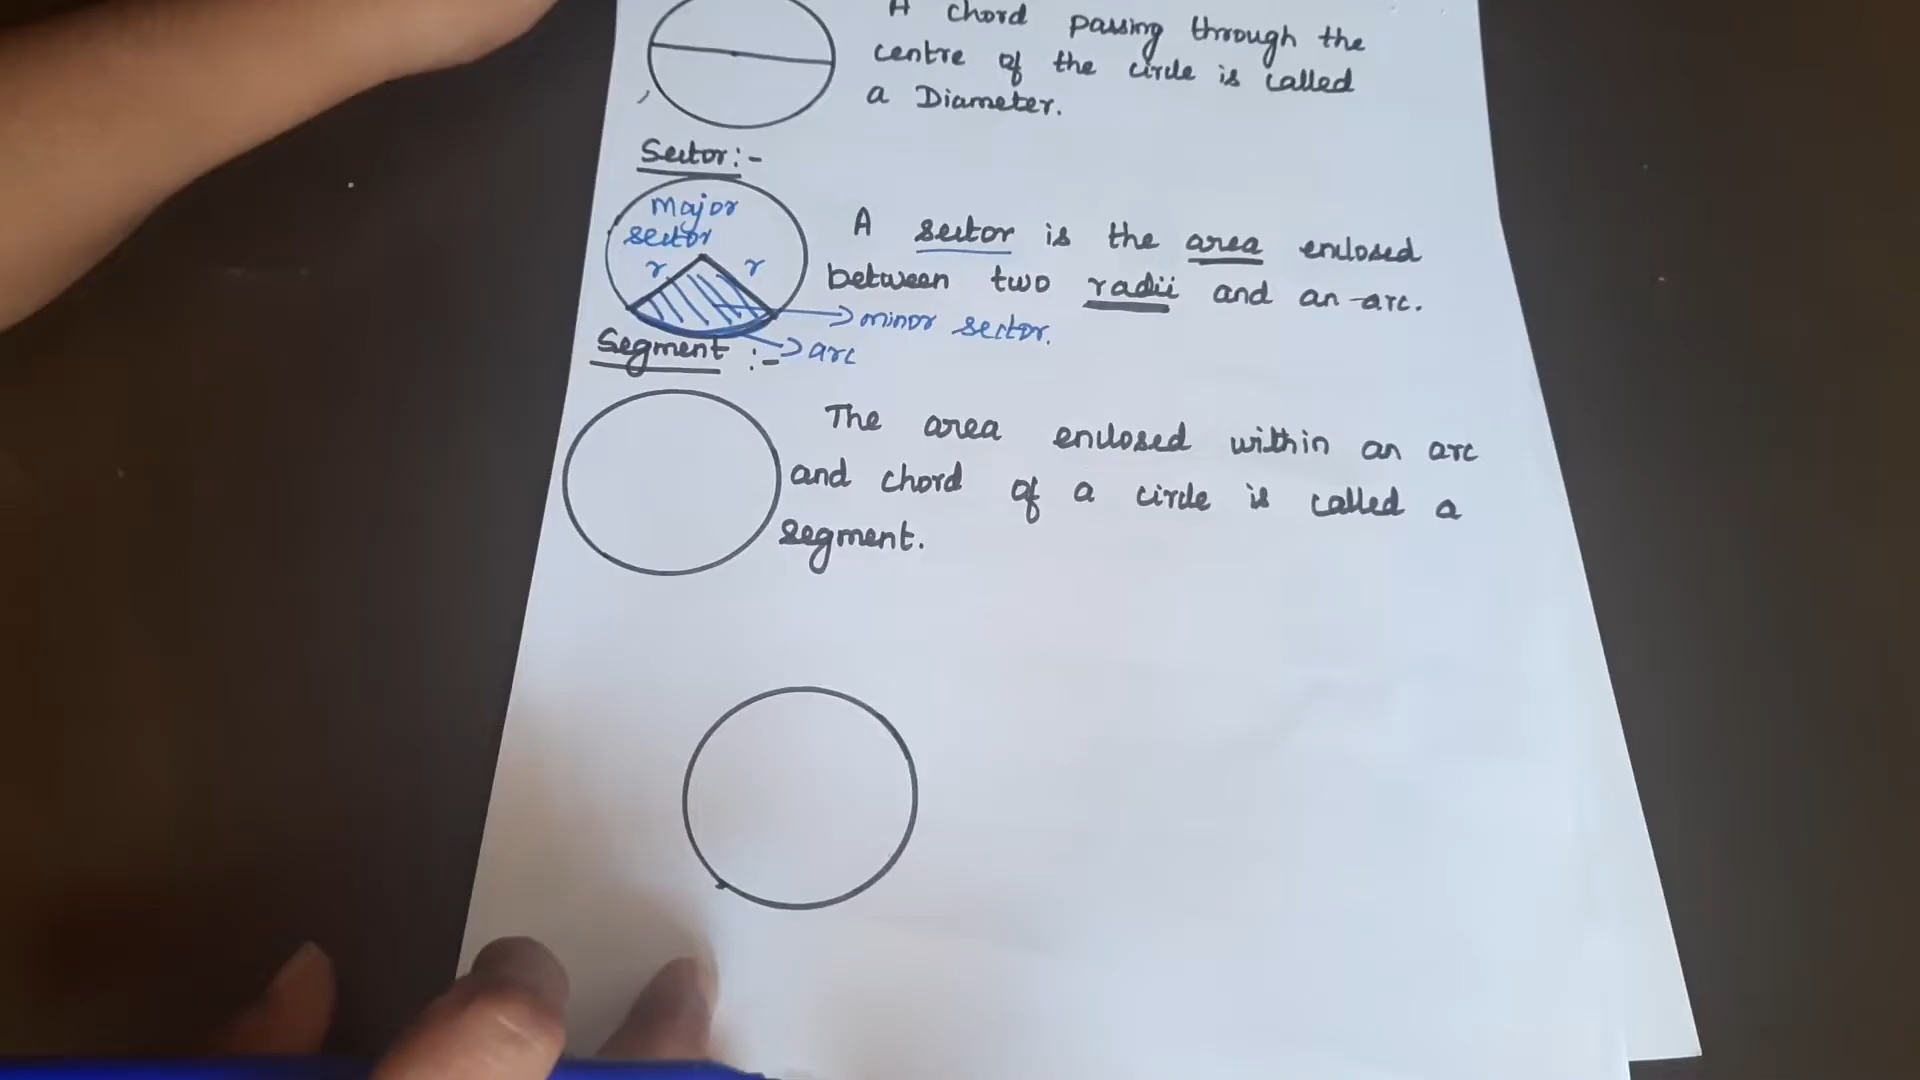 A chord passing through the
centre of the circle is called
a Diameter.
Sector:-
Major
sector
r r
A sector is the area enclosed
between two radii and an arc.
minor sector.
arc
Segment :-
The area enclosed within an arc
and chord of a circle is called a
segment.